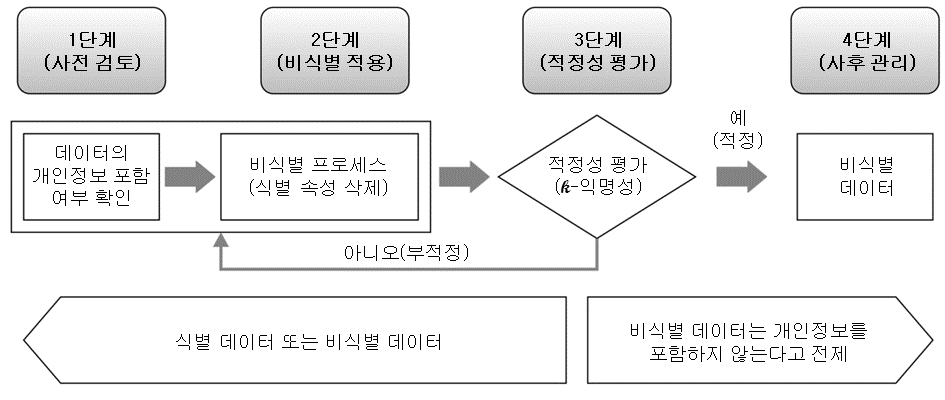 1단계
(사전 검토)
2단계
(비식별 적용)
3단계
(적정성 평가)
4단계
(사후 관리)
데이터의
개인정보 포함
여부 확인
비식별 프로세스
(식별 속성 삭제)
적정성 평가
(k-익명성)
예
(적정)
비식별
데이터
아니오(부적정)
식별 데이터 또는 비식별 데이터
비식별 데이터는 개인정보를
포함하지 않는다고 전제